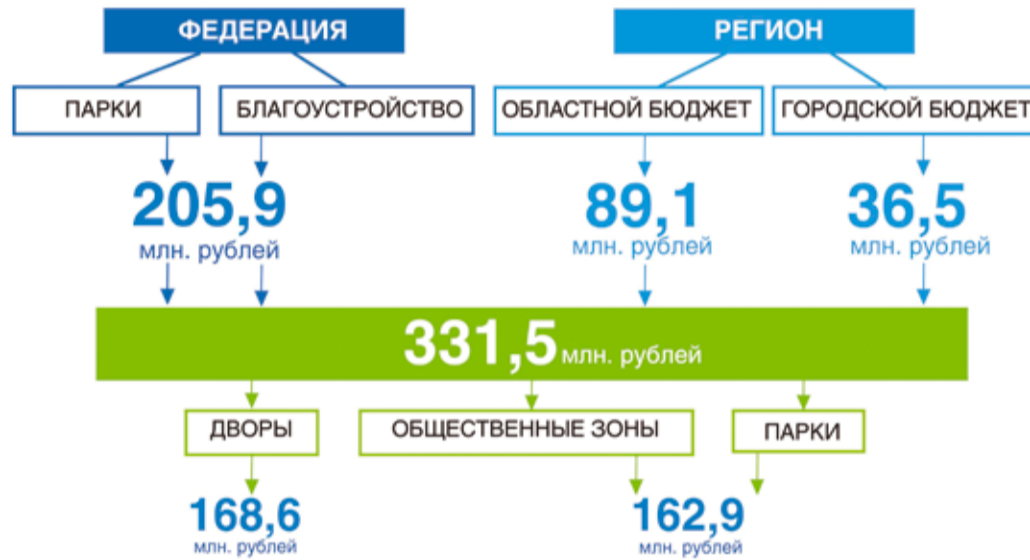 ФЕДЕРАЦИЯ
РЕГИОН
ПАРКИ
БЛАГОУСТРОЙСТВО
ОБЛАСТНОЙ БЮДЖЕТ
ГОРОДСКОЙ БЮДЖЕТ
205,9
млн. рублей
89,1
млн. рублей
36,5
млн. рублей
331,5 млн. рублей
ДВОРЫ
ОБЩЕСТВЕННЫЕ ЗОНЫ
ПАРКИ
168,6
млн. рублей
162,9
млн. рублей